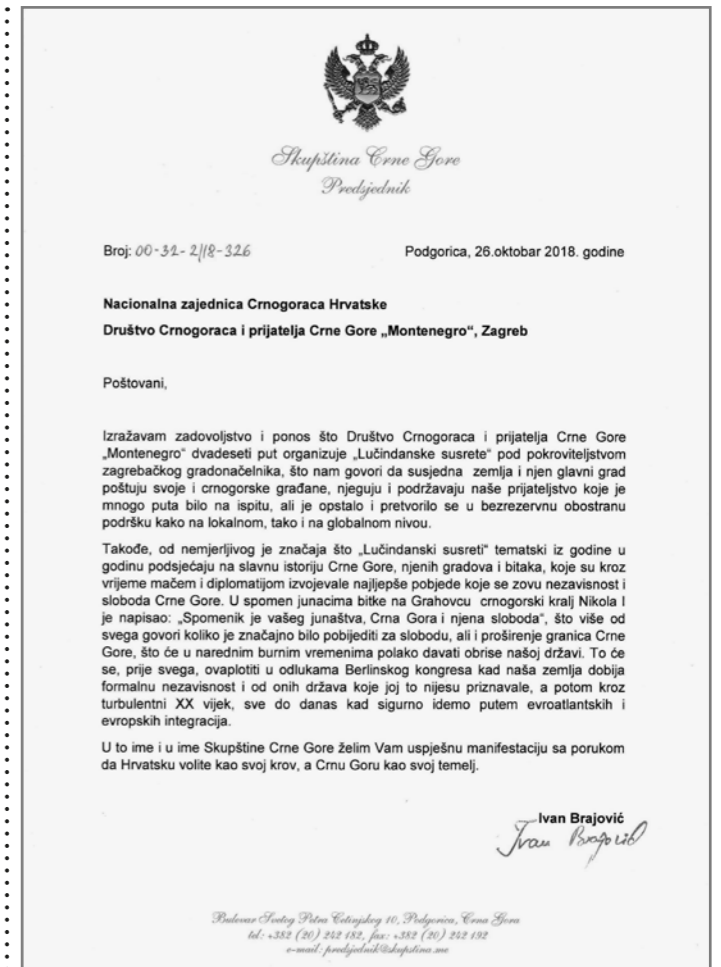 Skupština Crne Gore
Predsjednik
Broj: 00-32-2/18-326
Podgorica, 26.oktobar 2018. godine
Nacionalna zajednica Crnogoraca Hrvatske
Društvo Crnogoraca i prijatelja Crne Gore „Montenegro“, Zagreb
Poštovani,
Izražavam zadovoljstvo i ponos što Društvo Crnogoraca i prijatelja Crne Gore
„Montenegro“ dvadeseti put organizuje „Lučindanske susrete“ pod pokroviteljstvom
zagrebačkog gradonačelnika, što nam govori da susjedna zemlja i njen glavni grad
poštuju svoje i crnogorske građane, njeguju i podržavaju naše prijateljstvo koje je
mnogo puta bilo na ispitu, ali je opstalo i pretvorilo se u bezrezervnu obostranu
podršku kako na lokalnom, tako i na globalnom nivou.
Takođe, od nemjerljivog je značaja što „Lučindanski susreti“ tematski iz godine u
godinu podsjećaju na slavnu istoriju Crne Gore, njenih gradova i bitaka, koje su kroz
vrijeme mačem i diplomatijom izvojevale najljepše pobjede koje se zovu nezavisnost i
sloboda Crne Gore. U spomen junacima bitke na Grahovcu crnogorski kralj Nikola I
je napisao: „Spomenik je vašeg junaštva, Crna Gora i njena sloboda“, što više od
svega govori koliko je značajno bilo pobijediti za slobodu, ali i proširenje granica Crne
Gore, što će u narednim burnim vremenima polako davati obrise našoj državi. To će
se, prije svega, ovaplotiti u odlukama Berlinskog kongresa kad naša zemlja dobija
formalnu nezavisnost i od onih država koje joj to nijesu priznavale, a potom kroz
turbulentni XX vijek, sve do danas kad sigurno idemo putem evroatlantskih i
evropskih integracija.
U to ime i u ime Skupštine Crne Gore želim Vam uspješnu manifestaciju sa porukom
da Hrvatsku volite kao svoj krov, a Crnu Goru kao svoj temelj.
Ivan Brajović
Ivan Brajović
Bulevar Svetog Petra Cetinjskog 10, Podgorica, Crna Gora
tel: +382 (20) 242 182, fax: +382 (20) 242 192
e-mail: predsjednik@skupstina.me